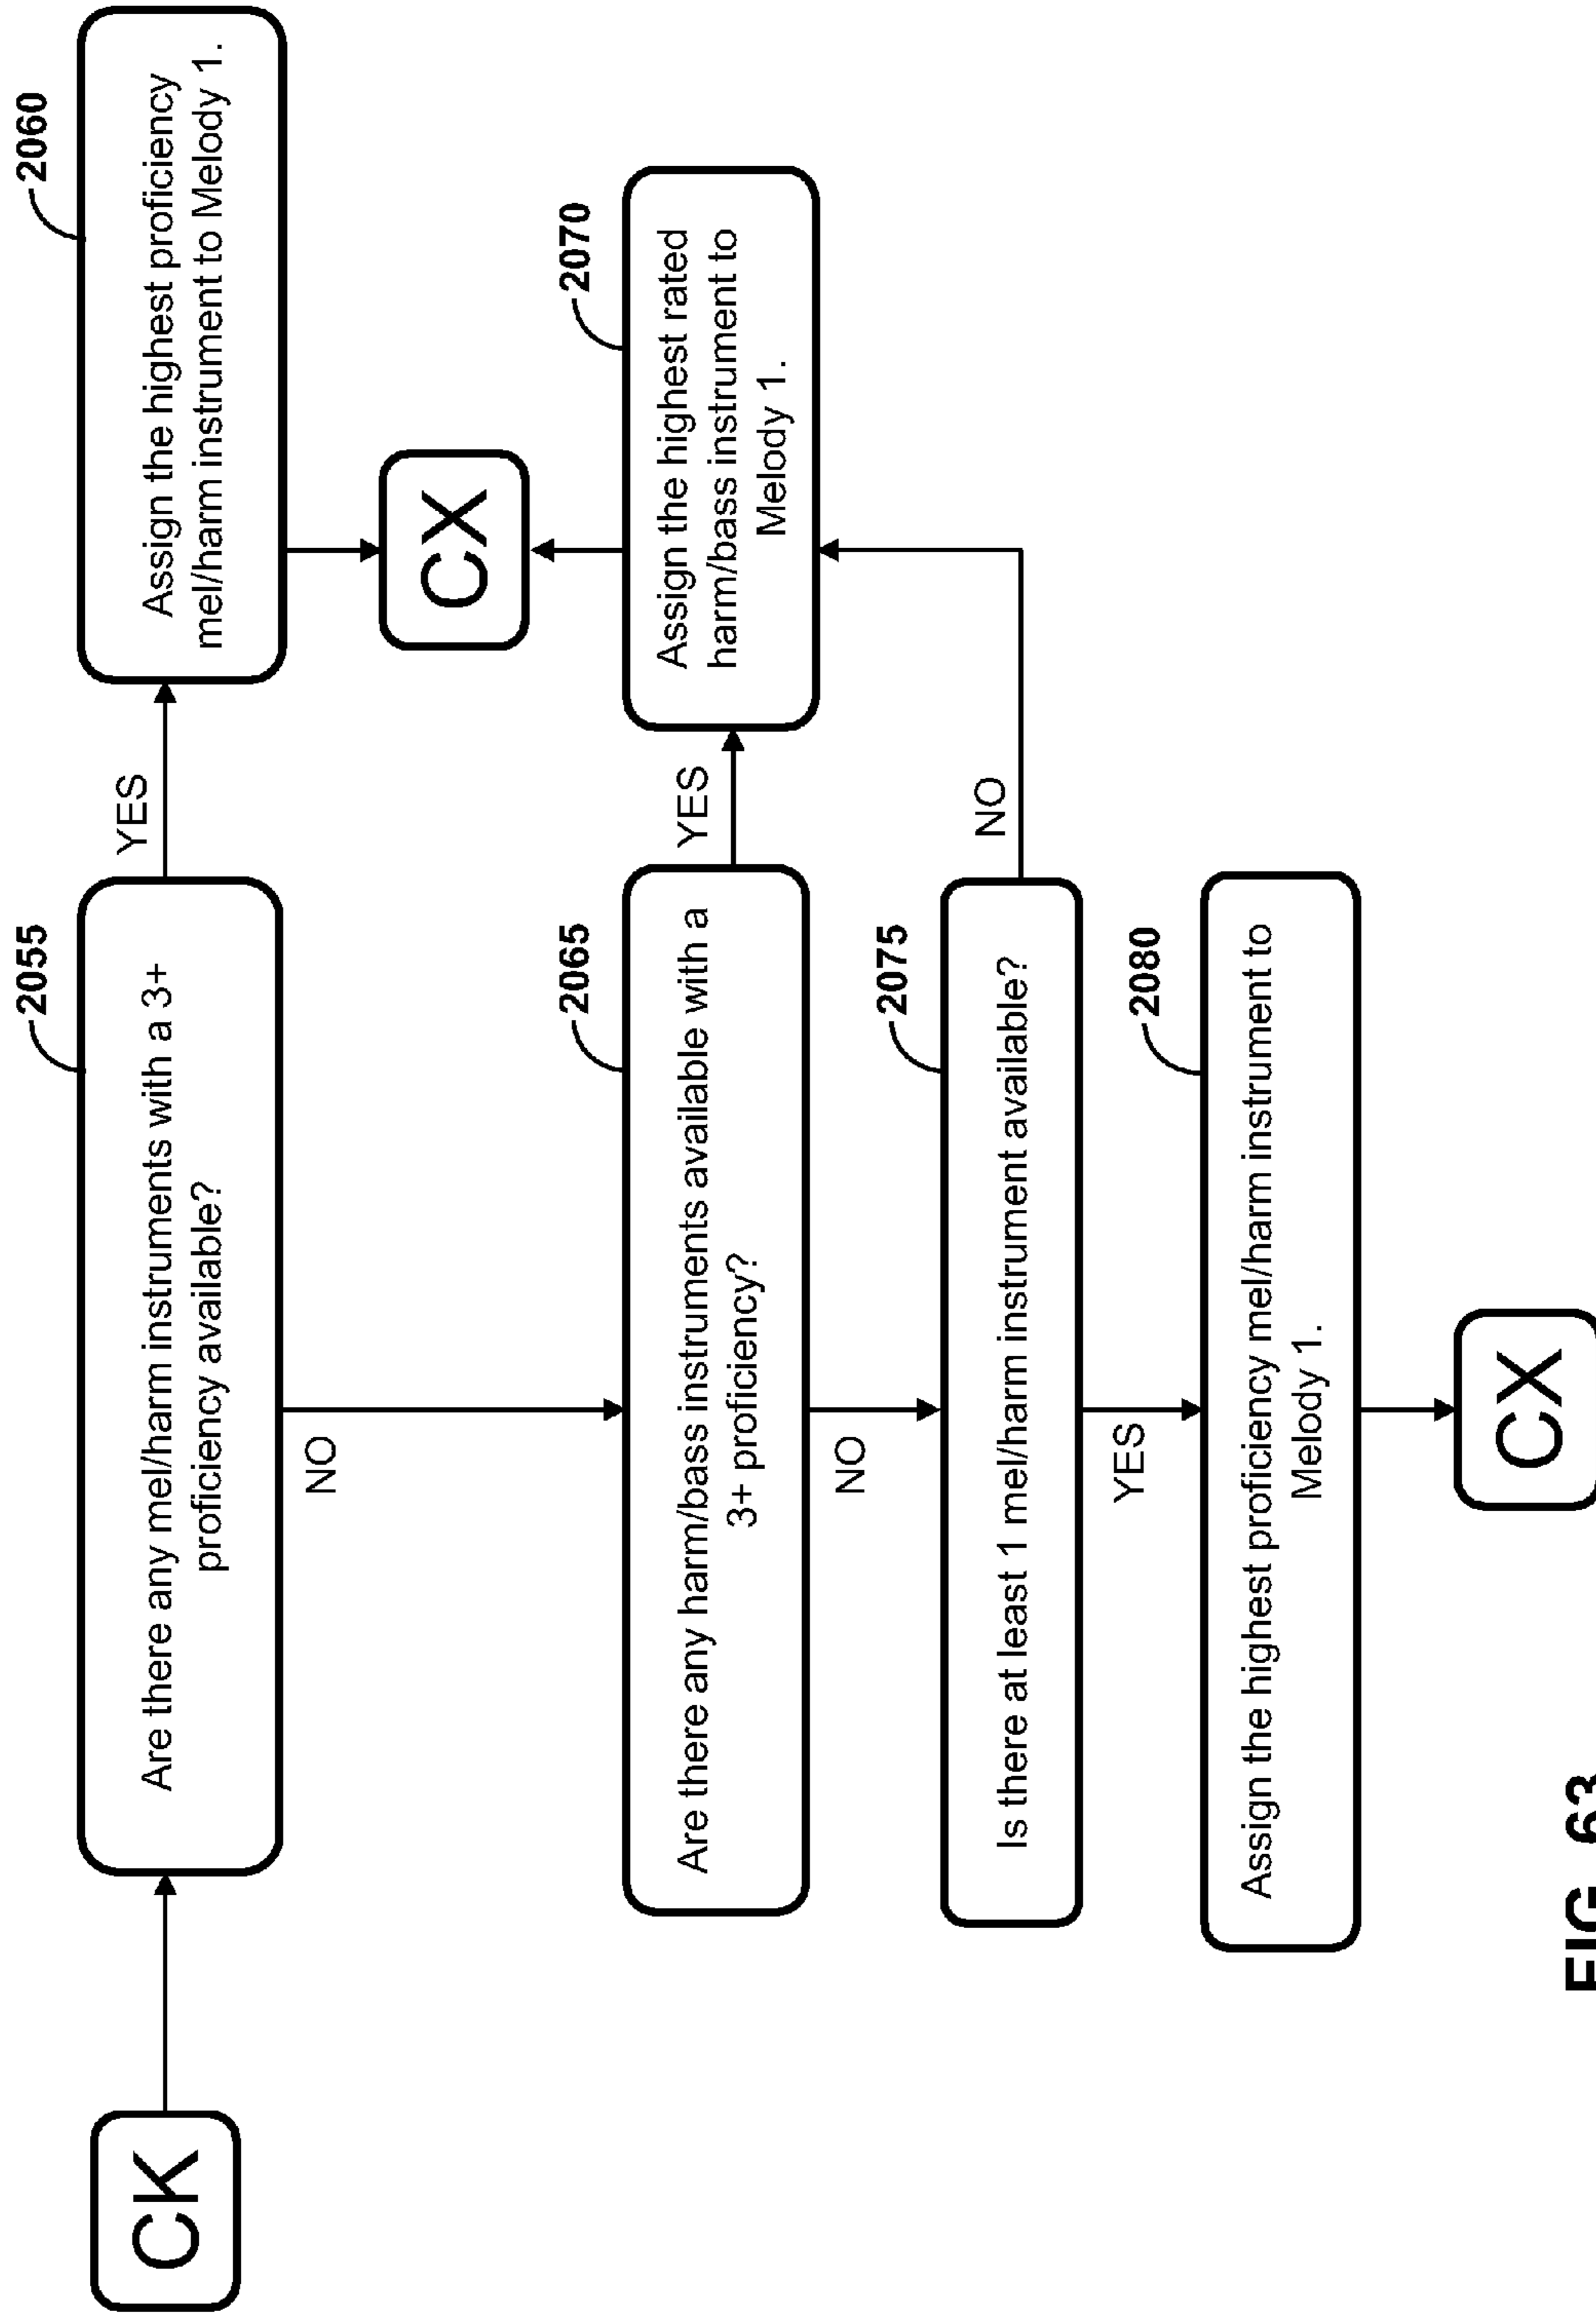 CK
2055
Are there any mel/harm instruments with a 3+
proficiency available?
YES
2060
Assign the highest proficiency
mel/harm instrument to Melody 1.
CX
NO
2065
Are there any harm/bass instruments available with a
3+ proficiency?
YES
2070
Assign the highest rated
harm/bass instrument to
Melody 1.
NO
2075
Is there at least 1 mel/harm instrument available?
NO
YES
2080
Assign the highest proficiency mel/harm instrument to
Melody 1.
CX
FIG. 63